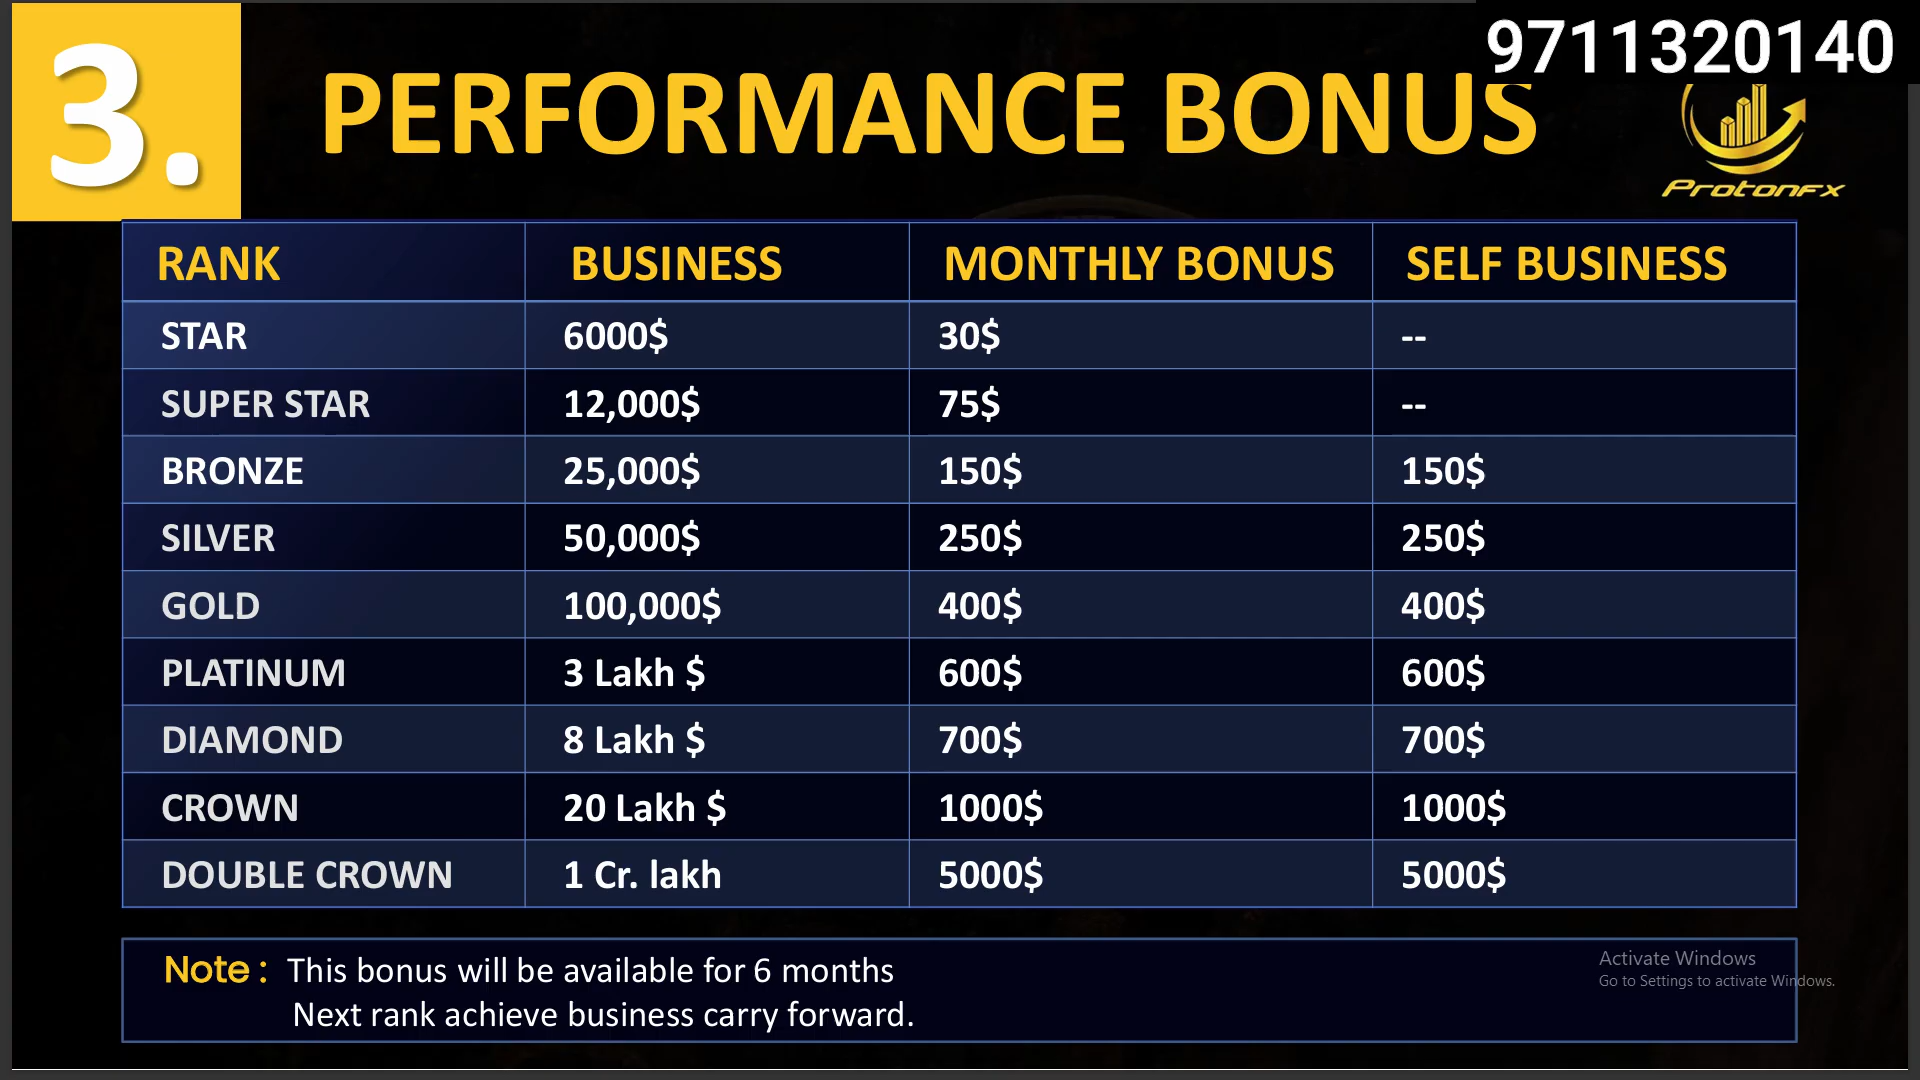 9711320140
3. PERFORMANCE BONUS
Protonfx
RANK BUSINESS MONTHLY BONUS SELF BUSINESS
STAR 6000$ 30$ --
SUPER STAR 12,000$ 75$ --
BRONZE 25,000$ 150$ 150$
SILVER 50,000$ 250$ 250$
GOLD 100,000$ 400$ 400$
PLATINUM 3 Lakh $ 600$ 600$
DIAMOND 8 Lakh $ 700$ 700$
CROWN 20 Lakh $ 1000$ 1000$
DOUBLE CROWN 1 Cr. lakh 5000$ 5000$
Note : This bonus will be available for 6 months
Next rank achieve business carry forward.
Activate Windows
Go to Settings to activate Windows.